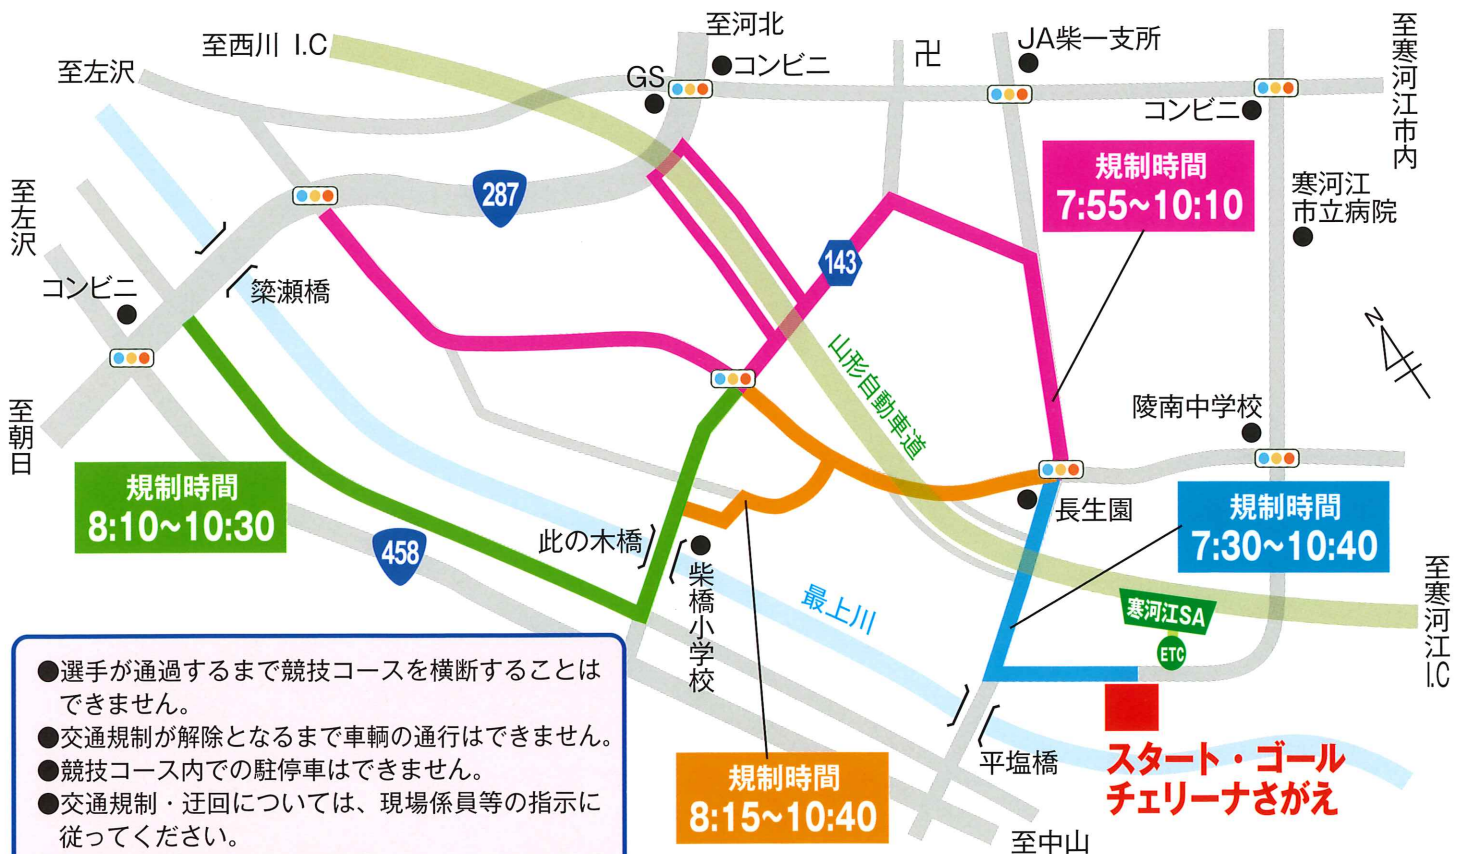 至河北
至西川 I.C
JA柴一支所
卍
至寒河江市内
コンビニ
至左沢
GS
コンビニ
規制時間
7:55~10:10
寒河江
市立病院
287
至左沢
143
コンビニ
簗瀬橋
山形自動車道
N
陵南中学校
至朝日
規制時間
8:10~10:30
長生園
規制時間
7:30~10:40
458
此の木橋
柴橋小学校
最上川
寒河江SA
ETC
至寒河江I.C
平塩橋
スタート・ゴール
チェリーナさがえ
規制時間
8:15~10:40
至中山
●選手が通過するまで競技コースを横断することは
できません。
●交通規制が解除となるまで車輌の通行はできません。
●競技コース内での駐停車はできません。
●交通規制・迂回については、現場係員等の指示に
従ってください。